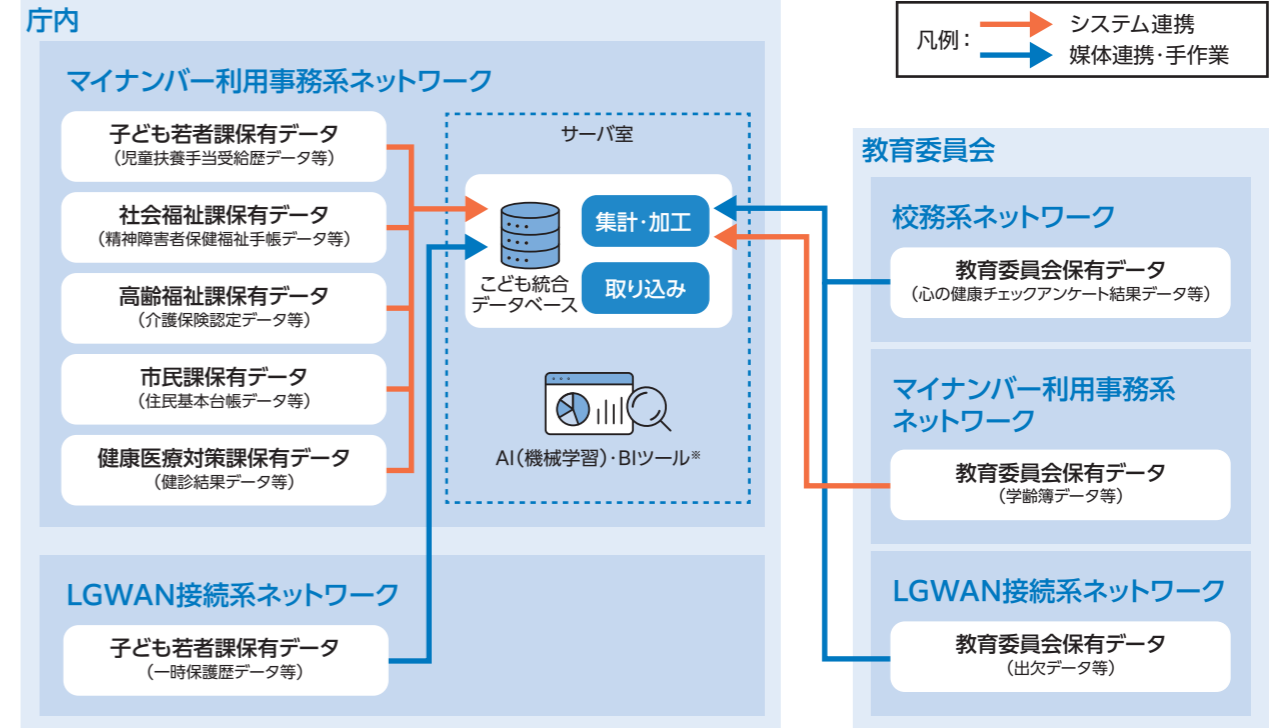 庁内
マイナンバー利用事務系ネットワーク
子ども若者課保有データ
(児童扶養手当受給歴データ等)
社会福祉課保有データ
(精神障害者保健福祉手帳データ等)
高齢福祉課保有データ
(介護保険認定データ等)
市民課保有データ
(住民基本台帳データ等)
健康医療対策課保有データ
(健診結果データ等)
サーバ室
こども統合
データベース
集計・加工
取り込み
AI(機械学習)・BIツール※
LGWAN接続系ネットワーク
子ども若者課保有データ
(一時保護歴データ等)
凡例：
システム連携
媒体連携・手作業
教育委員会
校務系ネットワーク
教育委員会保有データ
(心の健康チェックアンケート結果データ等)
マイナンバー利用事務系
ネットワーク
教育委員会保有データ
(学齢簿データ等)
LGWAN接続系ネットワーク
教育委員会保有データ
(出欠データ等)